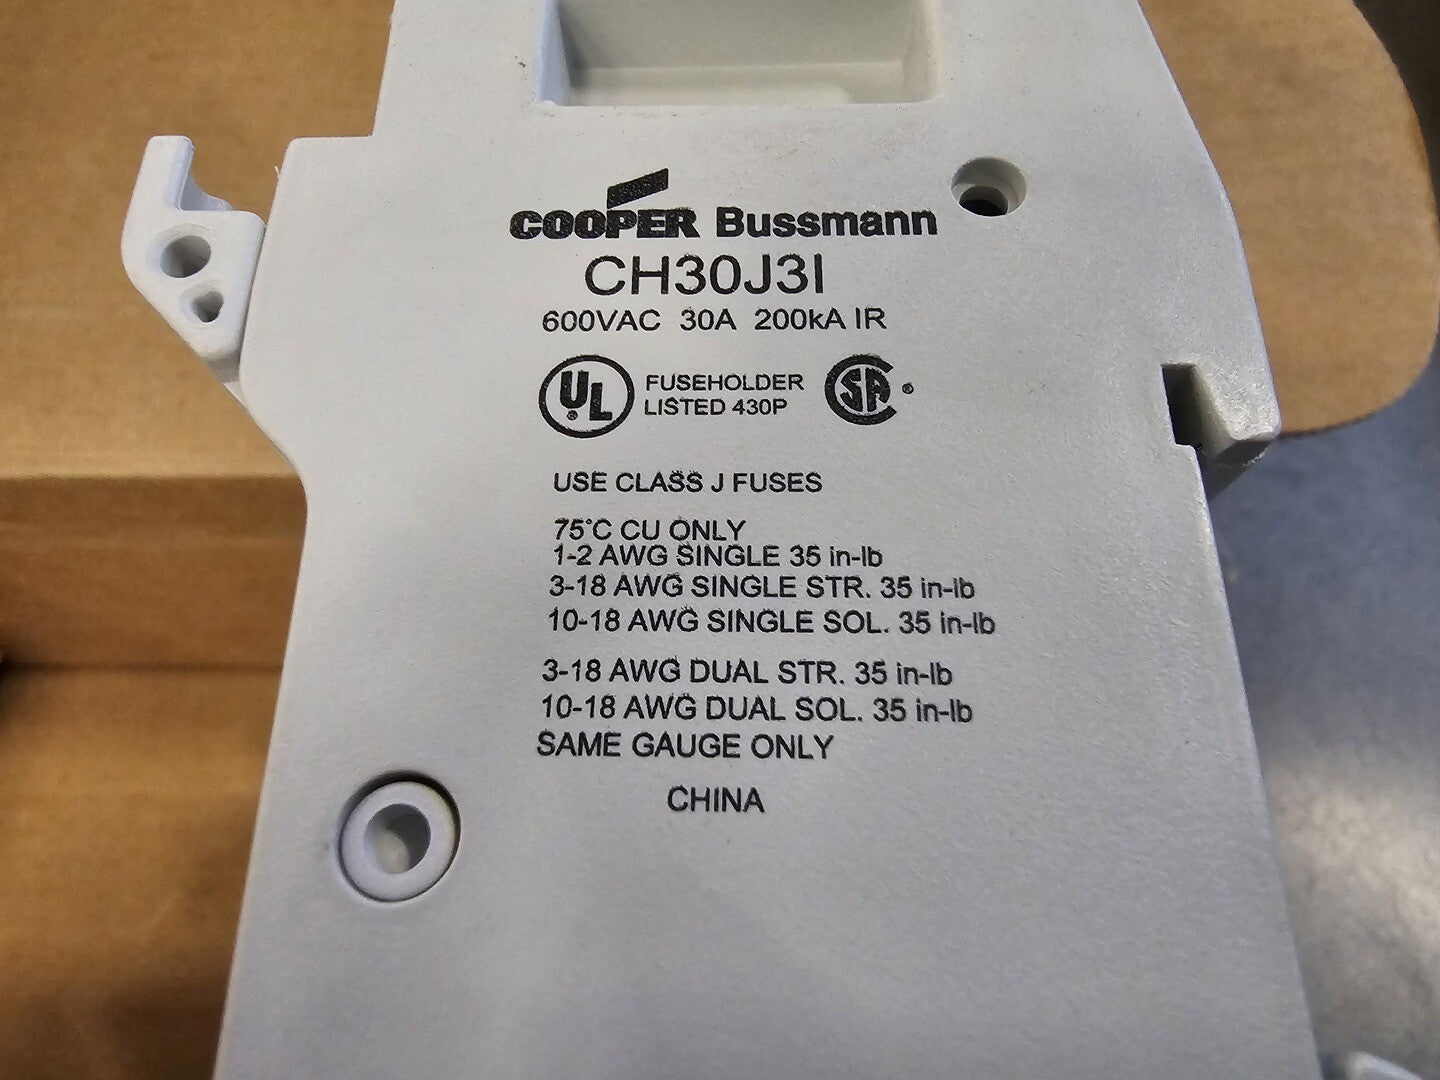 COOPER Bussmann
CH30J3I
600VAC 30A 200kA IR
UL FUSEHOLDER LISTED 430P SA ®
USE CLASS J FUSES
75°C CU ONLY
1-2 AWG SINGLE 35 in-lb
3-18 AWG SINGLE STR. 35 in-lb
10-18 AWG SINGLE SOL. 35 in-lb
3-18 AWG DUAL STR. 35 in-lb
10-18 AWG DUAL SOL. 35 in-lb
SAME GAUGE ONLY
CHINA